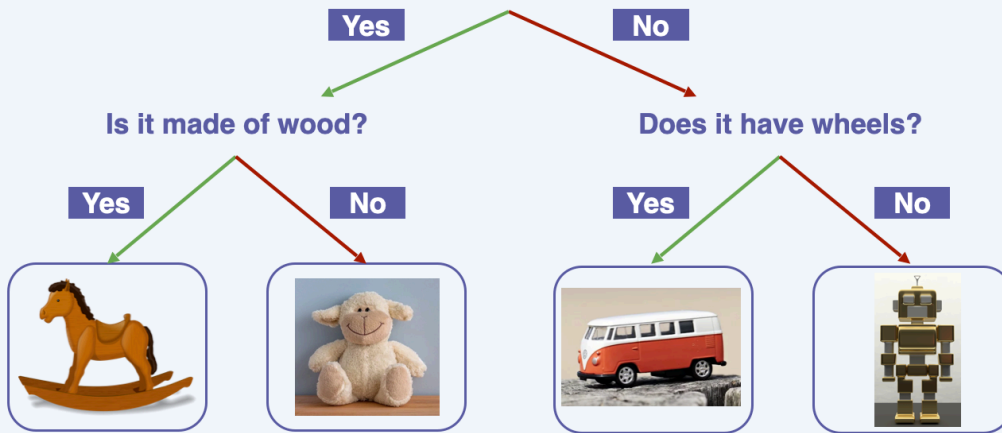 Yes No
Is it made of wood? Does it have wheels?
Yes No Yes No